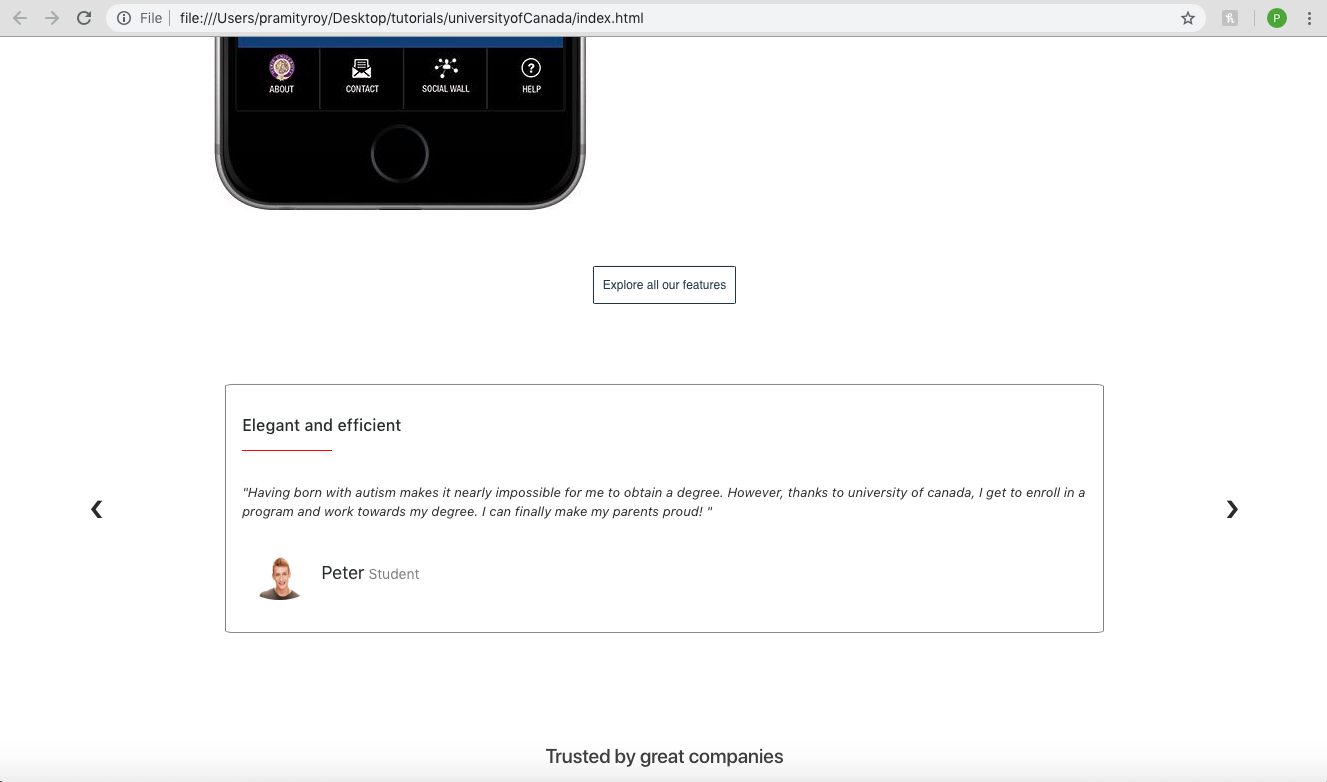 File file:///Users/pramityroy/Desktop/tutorials/universityofCanada/index.html
P
ABOUT CONTACT SOCIAL WALL HELP
Explore all our features
Elegant and efficient
"Having born with autism makes it nearly impossible for me to obtain a degree. However, thanks to university of canada, I get to enroll in a
program and work towards my degree. I can finally make my parents proud! "
Peter Student
Trusted by great companies